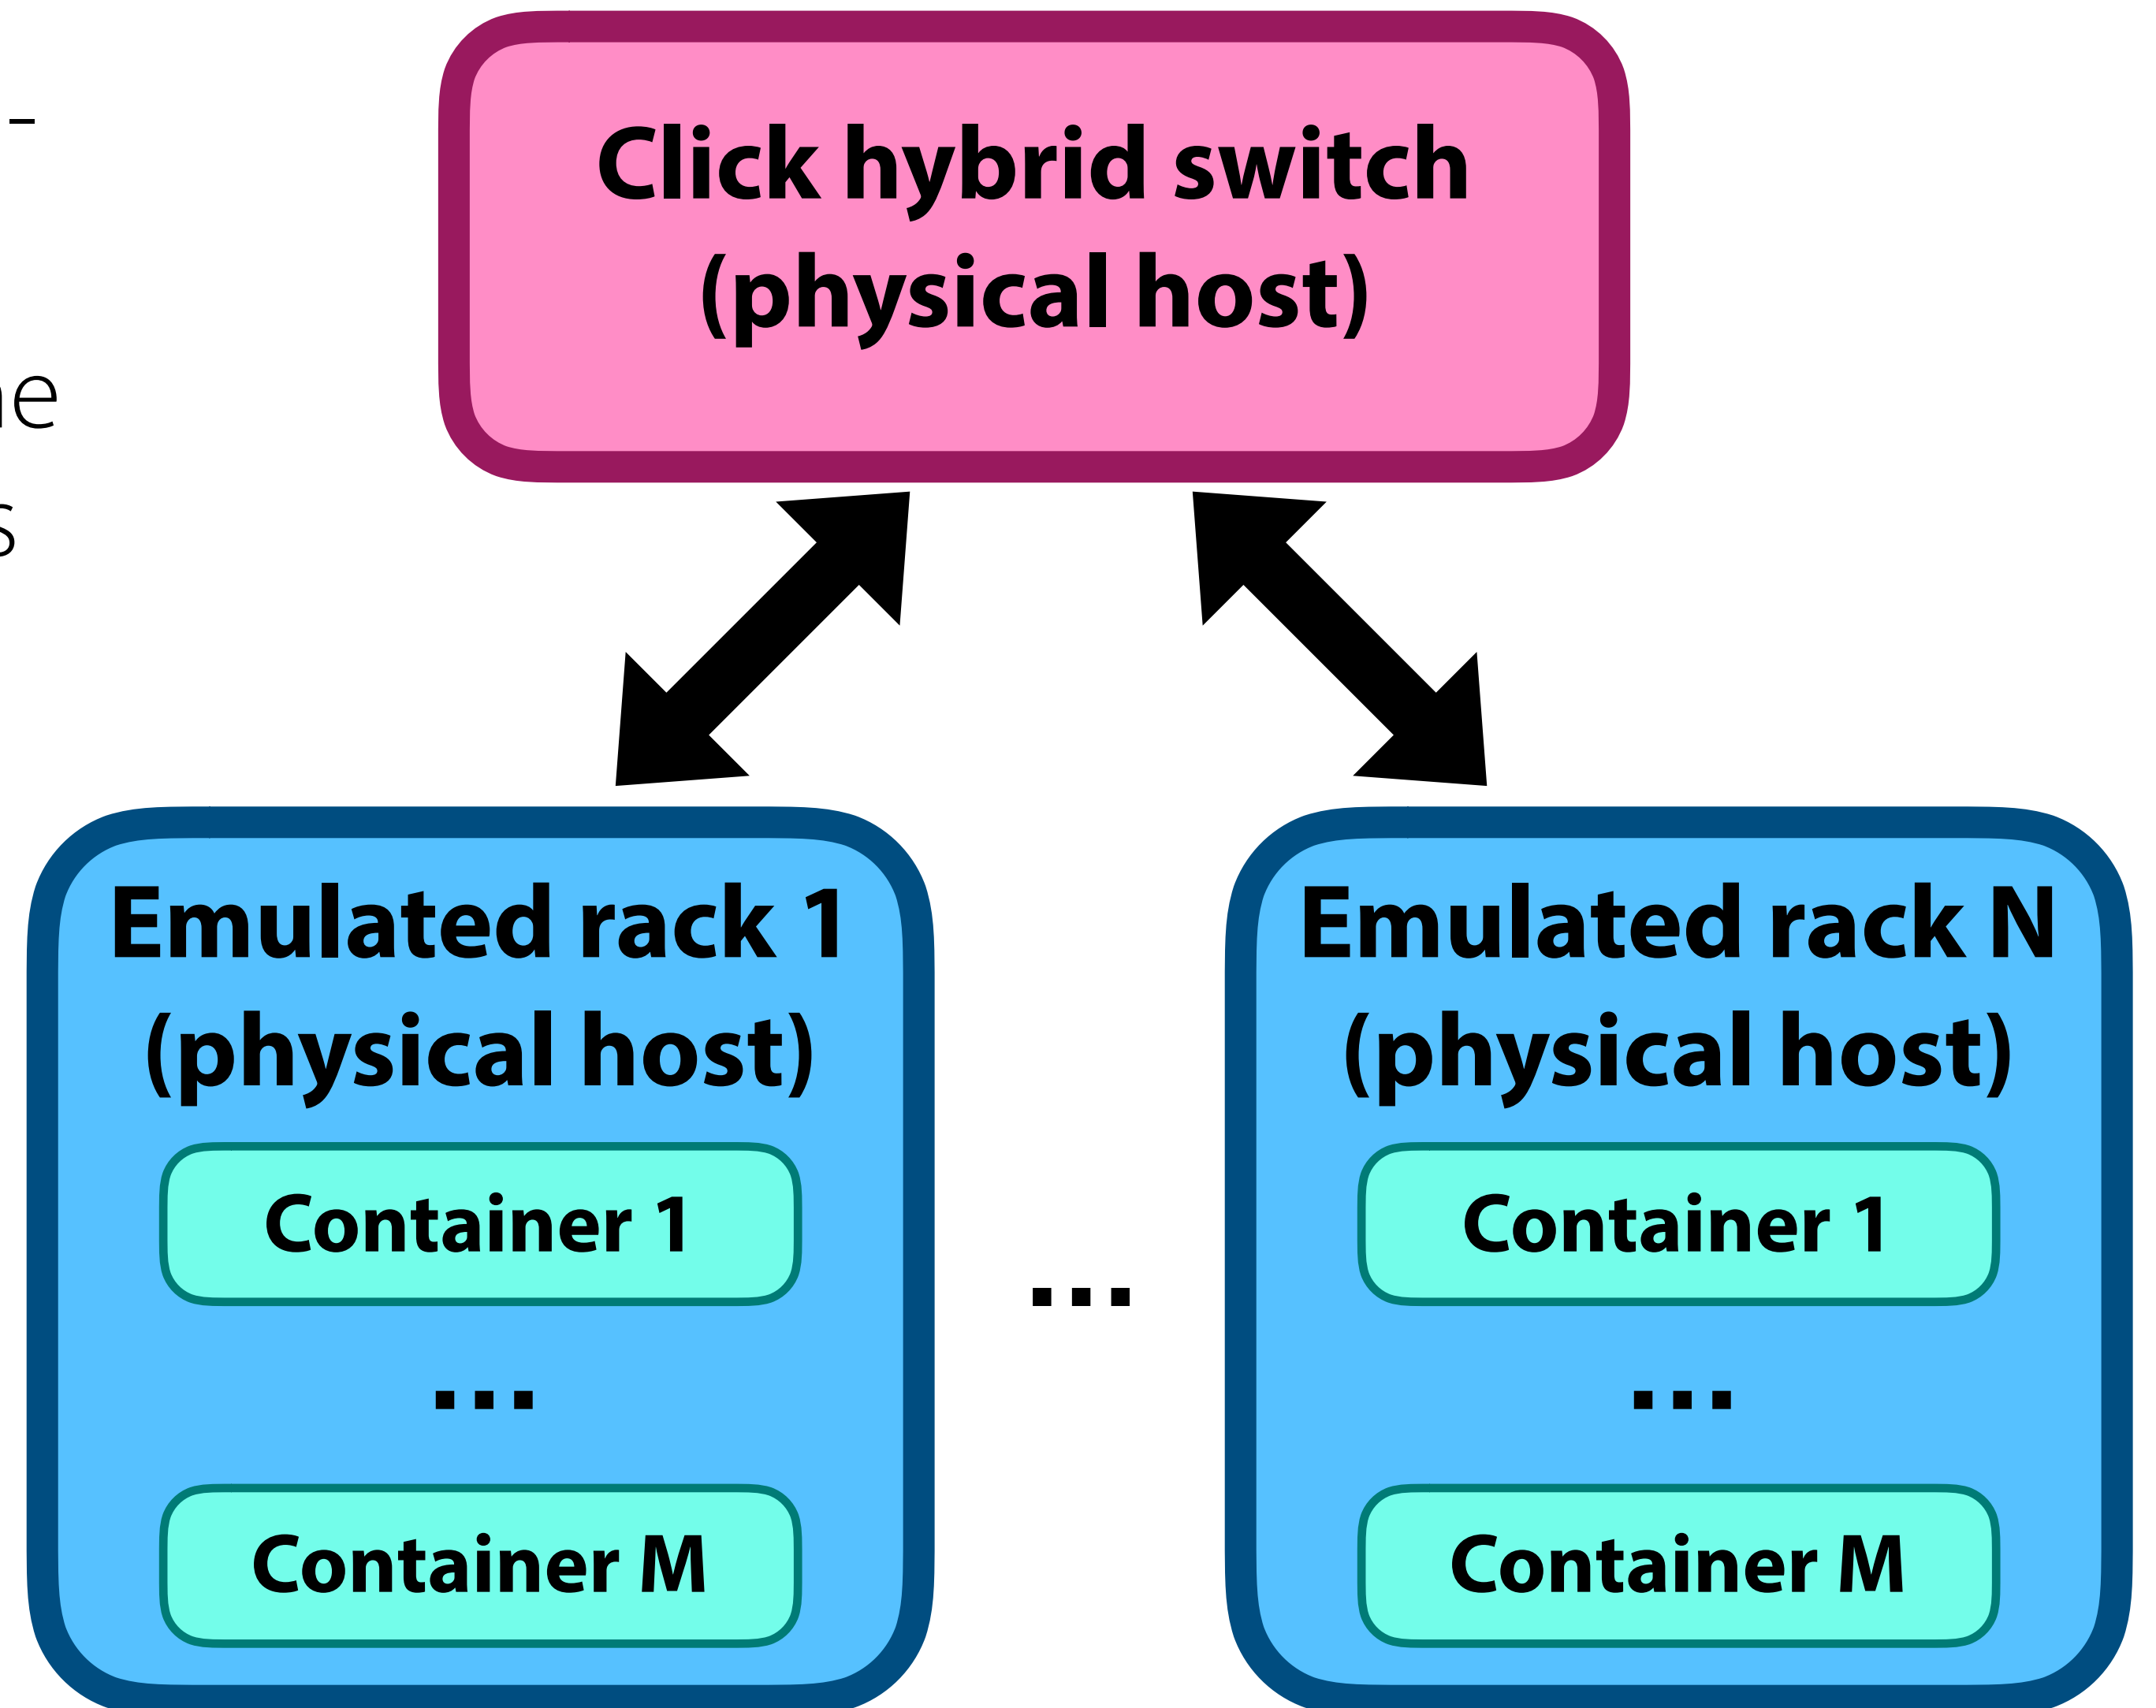 Click hybrid switch
(physical host)
Emulated rack 1
(physical host)
Container 1
...
Container M
...
Emulated rack N
(physical host)
Container 1
...
Container M